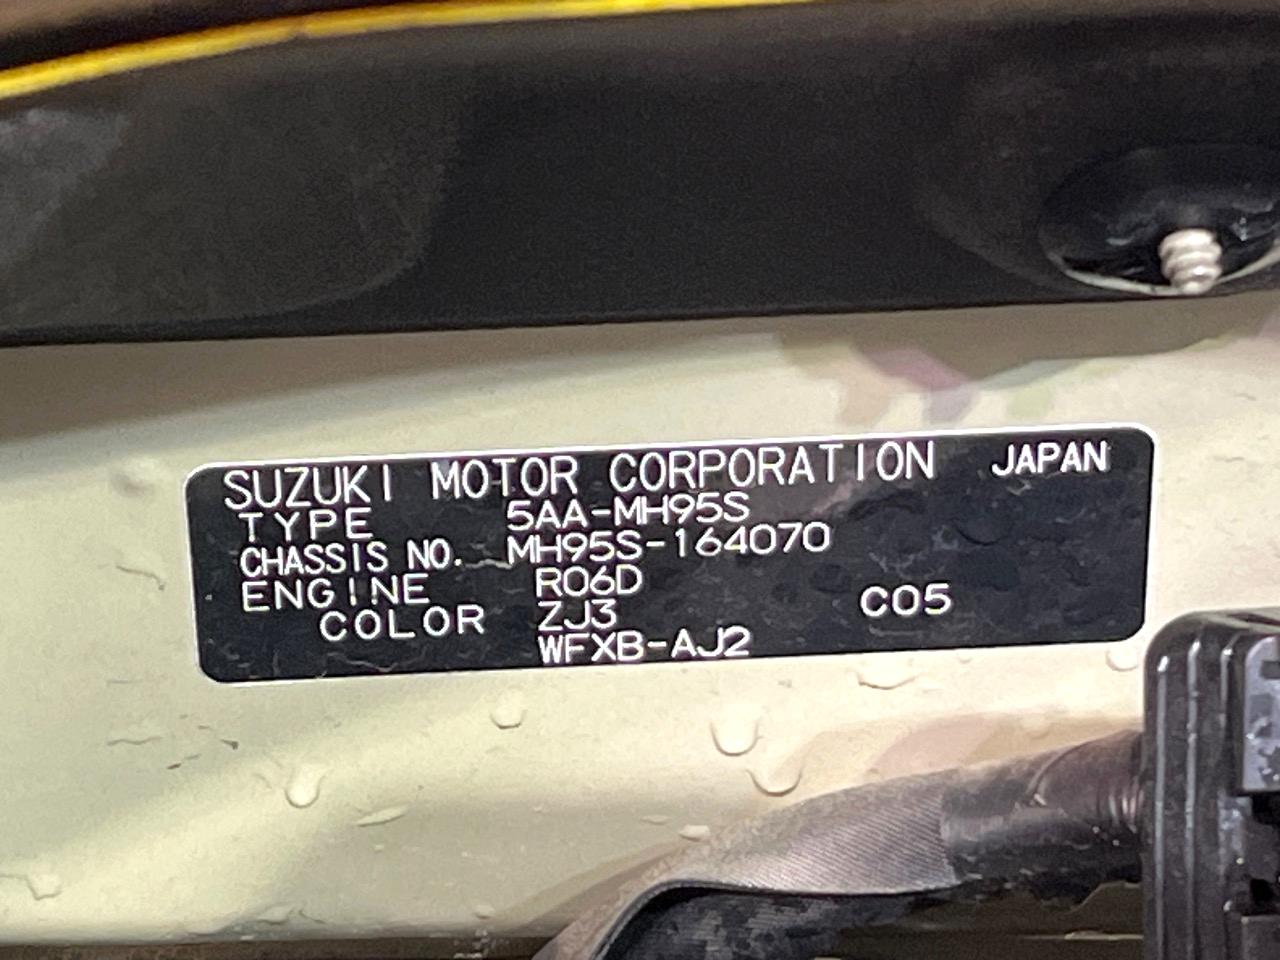 SUZUKI MOTOR CORPORATION JAPAN
TYPE 5AA-MH95S
CHASSIS NO. MH95S-164070
ENGINE R06D
COLOR ZJ3 C05
WFXB-AJ2